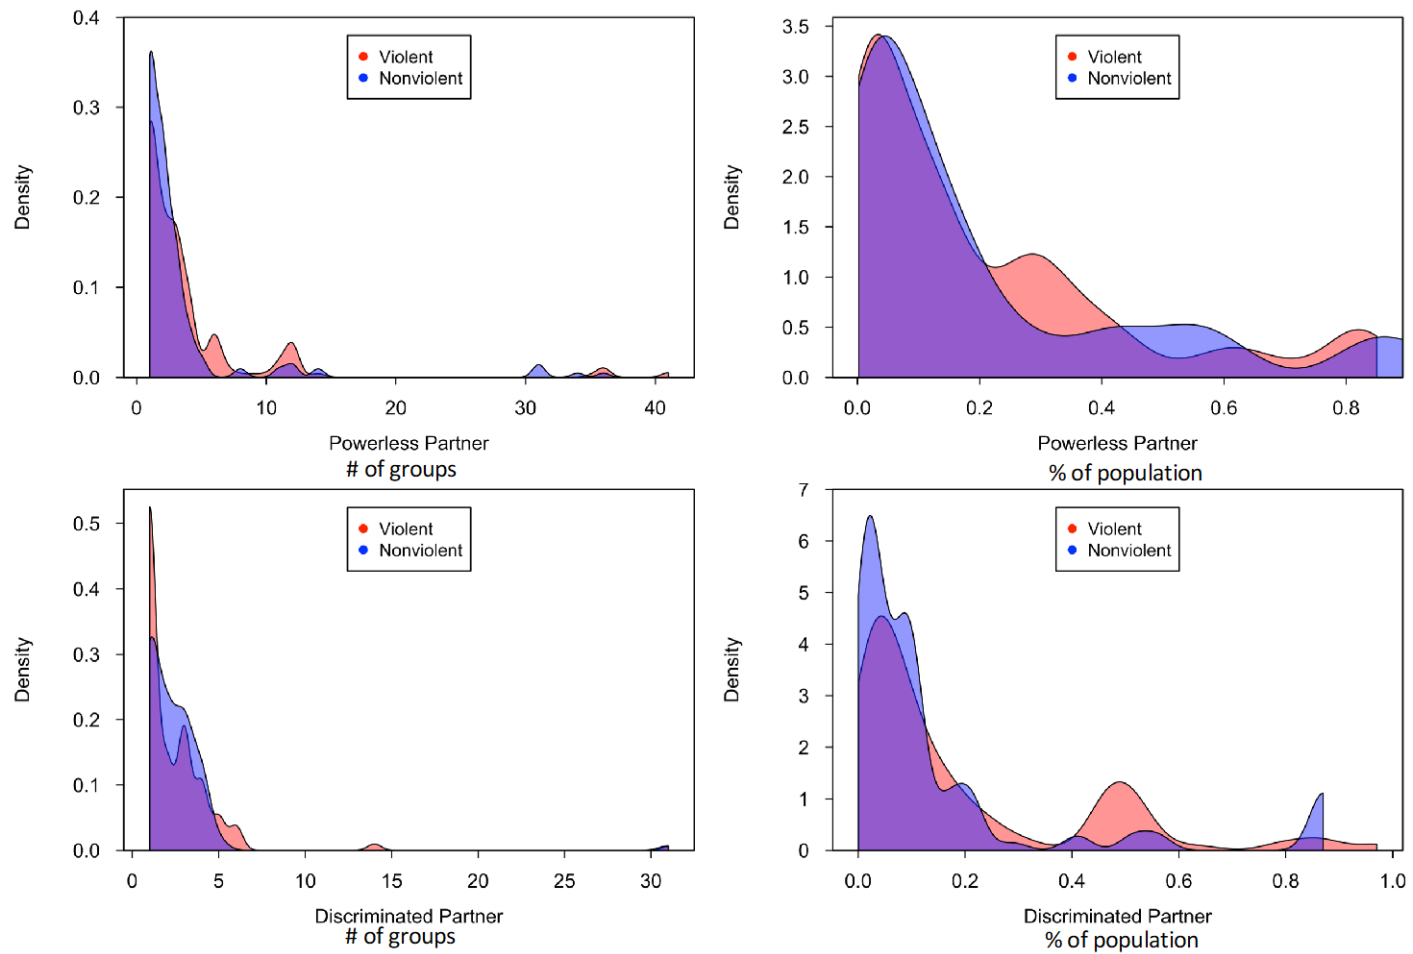 0.4
0.3
0.2
0.1
0.0
Density
Violent
Nonviolent
0 10 20 30 40
Powerless Partner
# of groups
3.5
3.0
2.5
2.0
1.5
1.0
0.5
0.0
Density
Violent
Nonviolent
0.0 0.2 0.4 0.6 0.8
Powerless Partner
% of population
0.5
0.4
0.3
0.2
0.1
0.0
Density
Violent
Nonviolent
0 5 10 15 20 25 30
Discriminated Partner
# of groups
7
6
5
4
3
2
1
0
Density
Violent
Nonviolent
0.0 0.2 0.4 0.6 0.8 1.0
Discriminated Partner
% of population